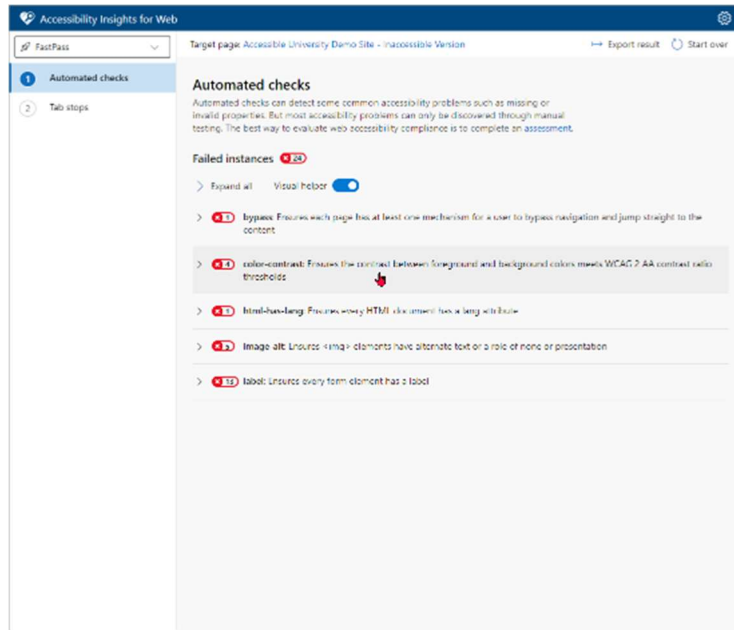 Accessibility Insights for Web
FastPass
Target page: Accessible University Demo Site - Inaccessible Version
Export result
Start over
1 Automated checks
2 Tab stops
Automated checks
Automated checks can detect some common accessibility problems such as missing or
invalid properties. But most accessibility problems can only be discovered through manual
testing. The best way to evaluate web accessibility compliance is to complete an assessment.
Failed instances 24
Expand all
Visual helper
1 bypass: Ensures each page has at least one mechanism for a user to bypass navigation and jump straight to the
content
4 color-contrast: Ensures the contrast between foreground and background colors meets WCAG 2 AA contrast ratio
thresholds
1 html-has-lang: Ensures every HTML document has a lang attribute
image-alt: Ensures <img> elements have alternate text or a role of none or presentation
label: Ensures every form element has a label